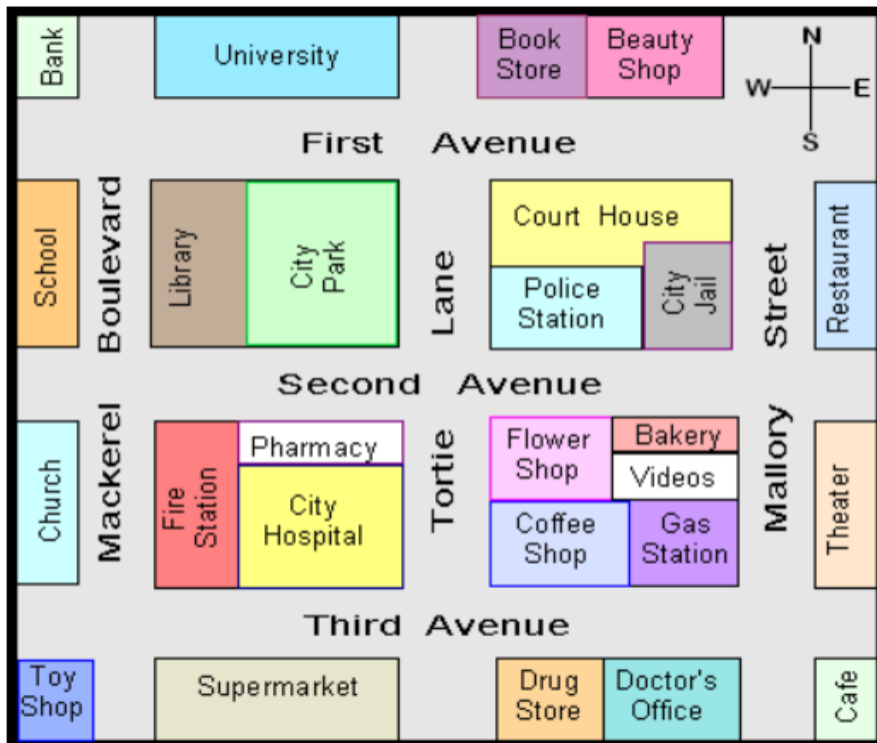 Bank
University
Book
Store
Beauty
Shop
N
W
E
S
First Avenue
School
Boulevard
Library
City
Park
Lane
Court House
Police
Station
City
Jail
Street
Restaurant
Second Avenue
Church
Mackerel
Fire
Station
Pharmacy
City
Hospital
Tortie
Flower
Shop
Bakery
Videos
Coffee
Shop
Gas
Station
Mallory
Theater
Third Avenue
Toy
Shop
Supermarket
Drug
Store
Doctor's
Office
Cafe